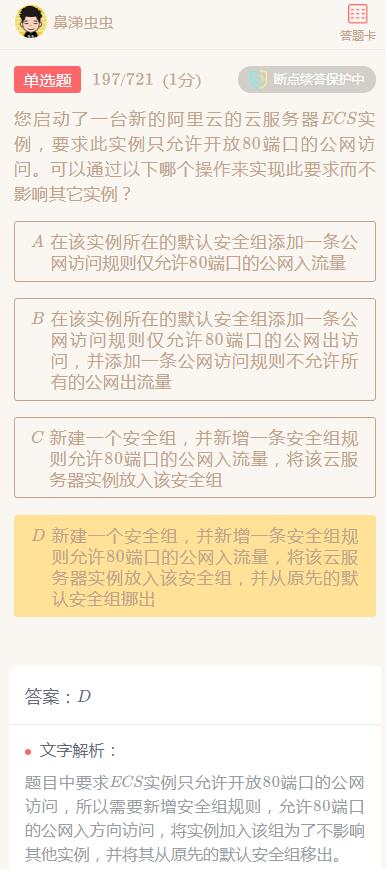 鼻涕虫虫
答题卡
单选题 197/721 (1分) 断点续答保护中
您启动了一台新的阿里云的云服务器ECS实
例，要求此实例只允许开放80端口的公网访
问。可以通过以下哪个操作来实现此要求而不
影响其它实例？
A 在该实例所在的默认安全组添加一条公
网访问规则仅允许80端口的公网入流量
B 在该实例所在的默认安全组添加一条公
网访问规则仅允许80端口的公网出访
问，并添加一条公网访问规则不允许所
有的公网出流量
C 新建一个安全组，并新增一条安全组规
则允许80端口的公网入流量，将该云服
务器实例放入该安全组
D 新建一个安全组，并新增一条安全组规
则允许80端口的公网入流量，将该云服
务器实例放入该安全组，并从原先的默
认安全组挪出
答案：D
文字解析：
题目中要求ECS实例只允许开放80端口的公网
访问，所以需要新增安全组规则，允许80端口
的公网入方向访问，将实例加入该组为了不影响
其他实例，并将其从原先的默认安全组移出。